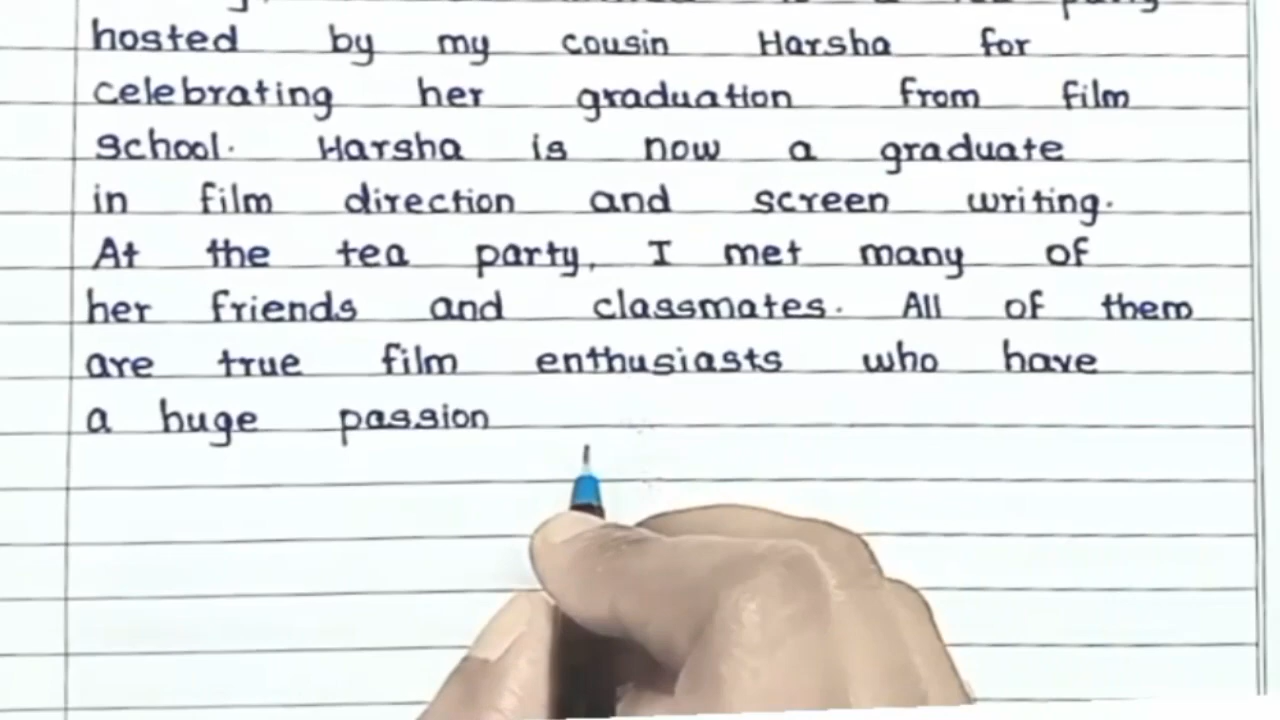 party
hosted by my cousin Harsha for
celebrating her graduation from film
school. Harsha is now a graduate
in film direction and screen writing.
At the tea party, I met many of
her friends and classmates. All of them
are true film enthusiasts who have
a huge passion